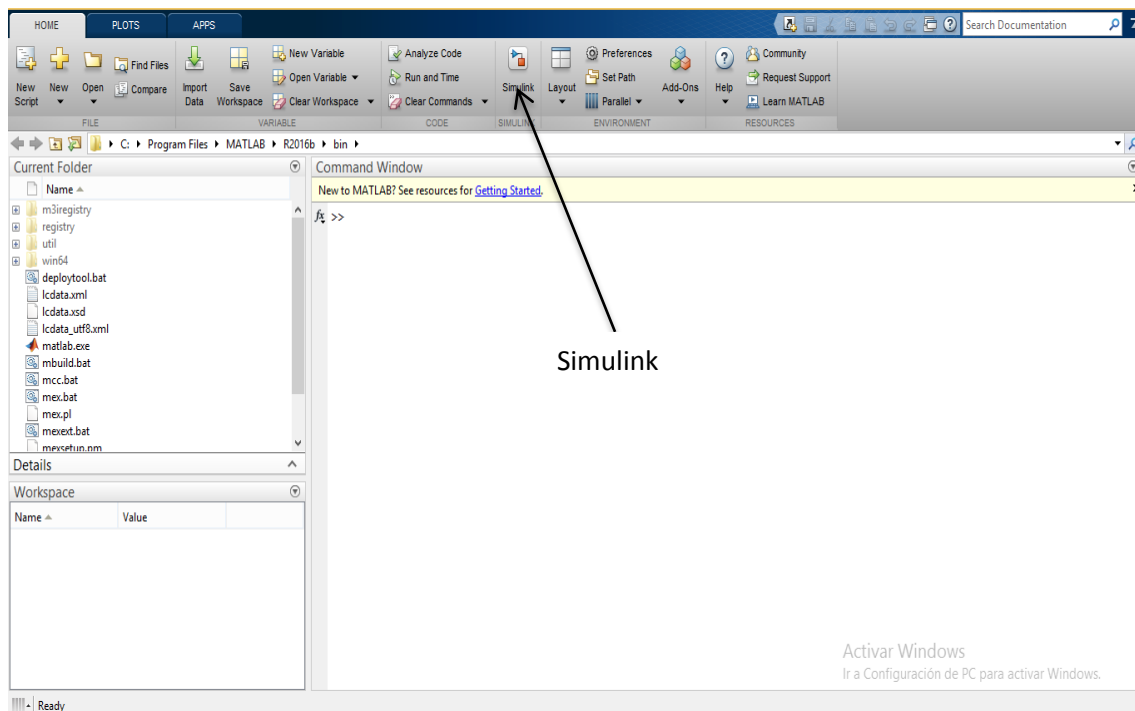 HOME PLOTS APPS
Search Documentation
New Script
New
Open
Find Files
Compare
FILE
Import Data
Save Workspace
New Variable
Open Variable
Clear Workspace
VARIABLE
Analyze Code
Run and Time
Clear Commands
CODE
Simulink
SIMULINK
Layout
Preferences
Set Path
Parallel
Add-Ons
ENVIRONMENT
Help
Community
Request Support
Learn MATLAB
RESOURCES
C: Program Files MATLAB R2016b bin
Current Folder
Name
m3iregistry
registry
util
win64
deploytool.bat
lcdata.xml
lcdata.xsd
lcdata_utf8.xml
matlab.exe
mbuild.bat
mcc.bat
mex.bat
mex.pl
mexext.bat
mexsetup.pm
Details
Workspace
Name Value
Command Window
New to MATLAB? See resources for Getting Started.
fx >>
Simulink
Activar Windows
Ir a Configuración de PC para activar Windows.
Ready